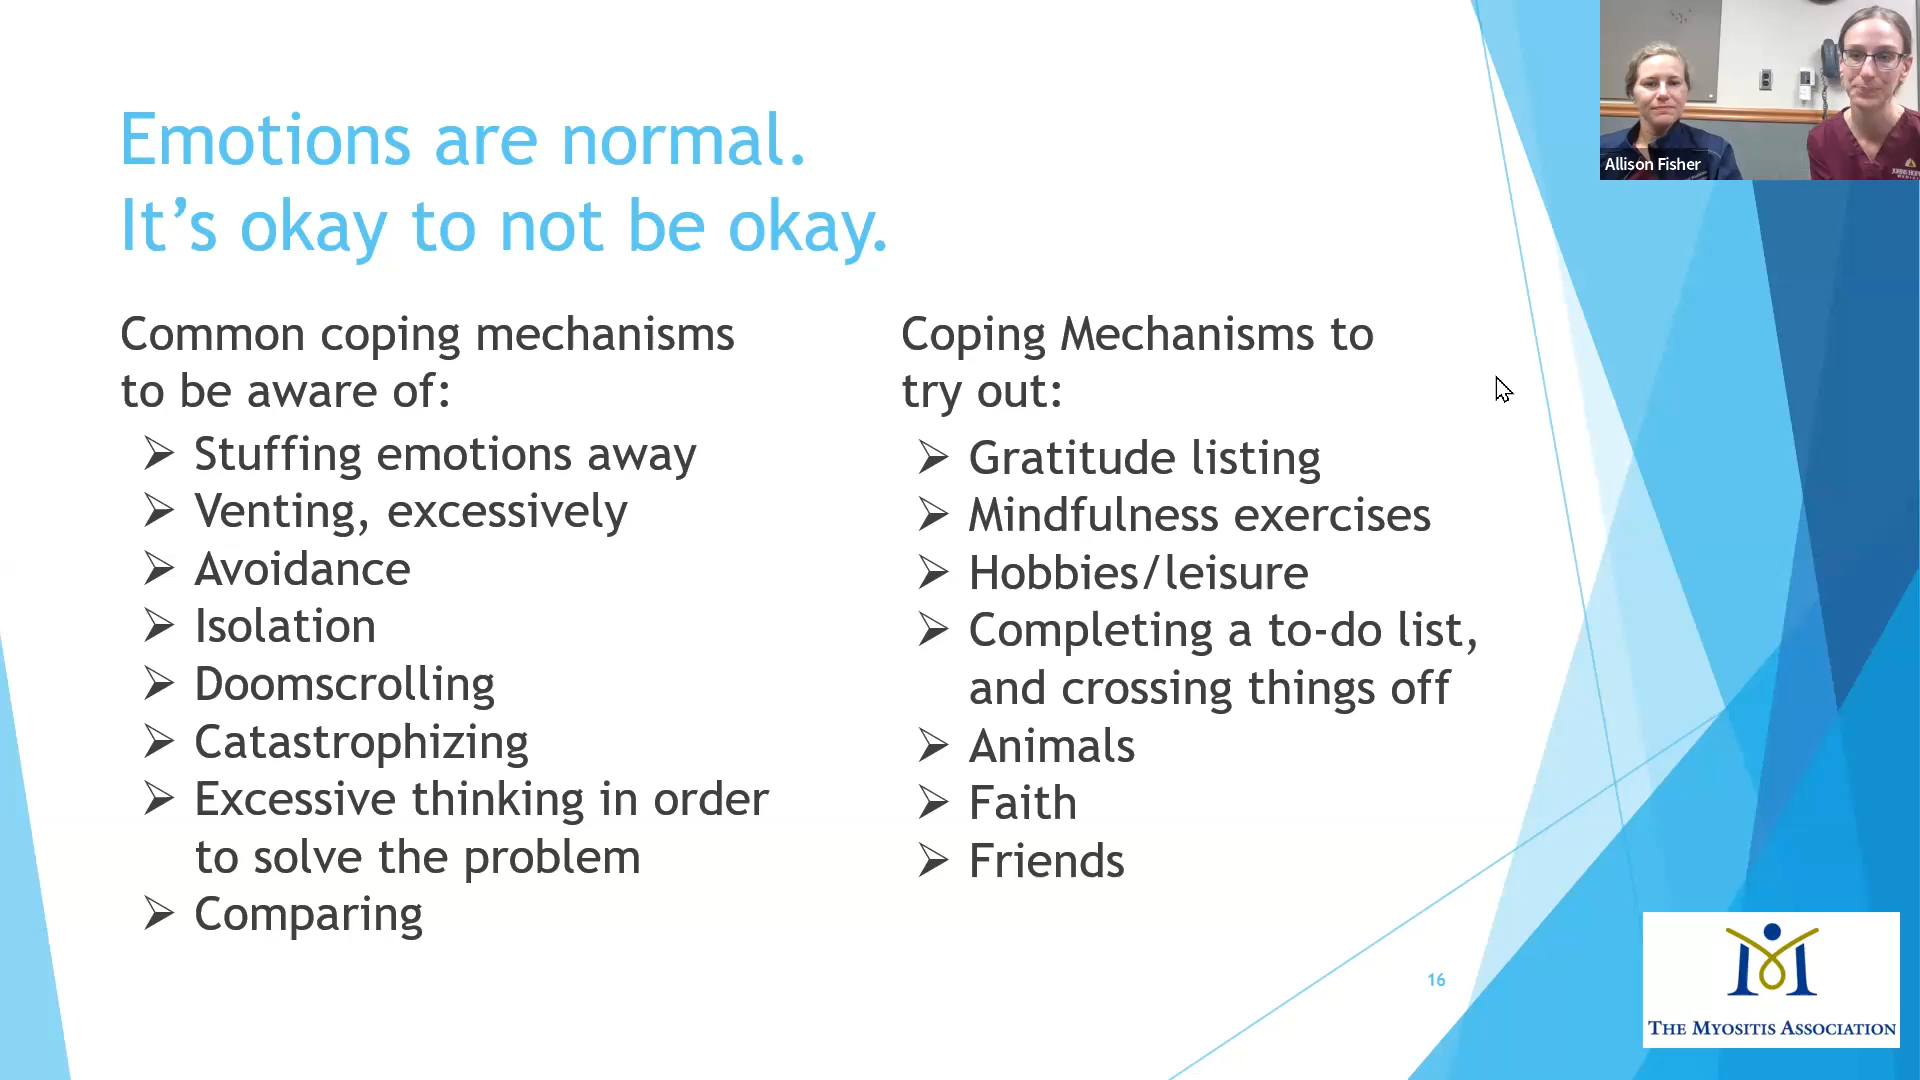 Emotions are normal.
It's okay to not be okay.
Common coping mechanisms
to be aware of:
➢ Stuffing emotions away
➢ Venting, excessively
➢ Avoidance
➢ Isolation
➢ Doomscrolling
➢ Catastrophizing
➢ Excessive thinking in order
to solve the problem
➢ Comparing
Coping Mechanisms to
try out:
➢ Gratitude listing
➢ Mindfulness exercises
➢ Hobbies/leisure
➢ Completing a to-do list,
and crossing things off
➢ Animals
➢ Faith
➢ Friends
16
THE MYOSITIS ASSOCIATION
Allison Fisher